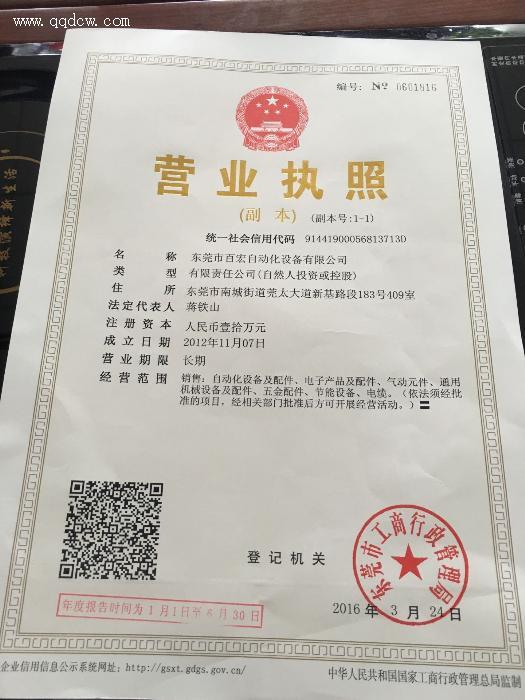 www.qqdcw.com
编号: № 0601816
营业执照
(副 本) (副本号:1-1)
统一社会信用代码 91441900056813713D
名 称 东莞市百宏自动化设备有限公司
类 型 有限责任公司(自然人投资或控股)
住 所 东莞市南城街道莞太大道新基路段183号409室
法定代表人 蒋铁山
注册资本 人民币壹拾万元
成立日期 2012年11月07日
营业期限 长期
经营范围 销售：自动化设备及配件、电子产品及配件、气动元件、通用
机械设备及配件、五金配件、节能设备、电缆。（依法须经批
准的项目，经相关部门批准后方可开展经营活动。）
登记机关
东莞市工商行政管理局
2016 年 3 月 24 日
年度报告时间为1月1日至6月30日
企业信用信息公示系统网址: http://gsxt.gdgs.gov.cn/
中华人民共和国国家工商行政管理总局监制